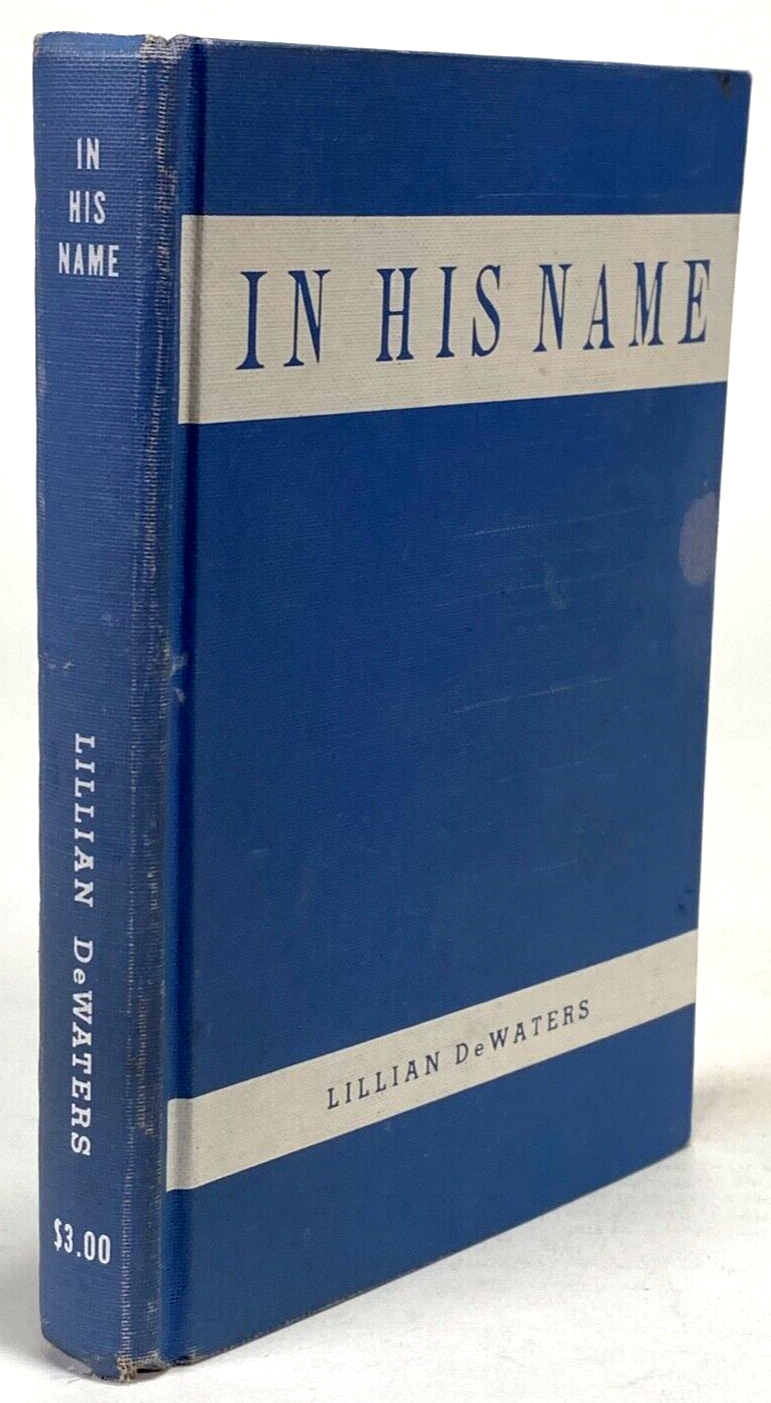 IN
HIS
NAME
LILLIAN DeWATERS
$3.00
IN HIS NAME
LILLIAN DeWATERS